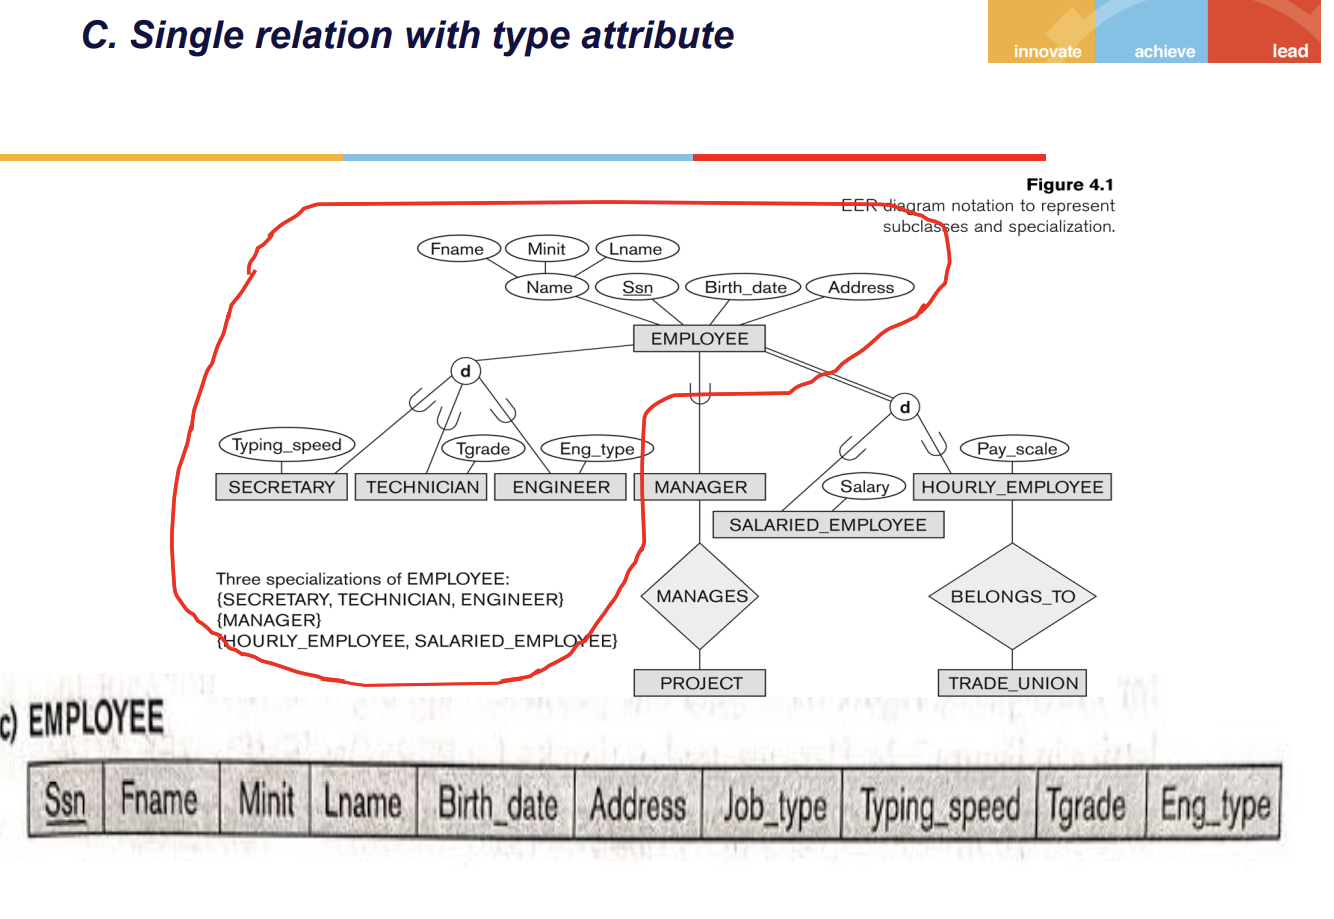 C. Single relation with type attribute
innovate achieve lead
Figure 4.1
EER diagram notation to represent
subclasses and specialization.
Fname Minit Lname
Name Ssn Birth_date Address
EMPLOYEE
d
d
Typing_speed Tgrade Eng_type Pay_scale
SECRETARY TECHNICIAN ENGINEER MANAGER Salary HOURLY_EMPLOYEE
SALARIED_EMPLOYEE
Three specializations of EMPLOYEE:
{SECRETARY, TECHNICIAN, ENGINEER}
{MANAGER}
{HOURLY_EMPLOYEE, SALARIED_EMPLOYEE}
MANAGES BELONGS_TO
PROJECT TRADE_UNION
c) EMPLOYEE
Ssn Fname Minit Lname Birth_date Address Job_type Typing_speed Tgrade Eng_type